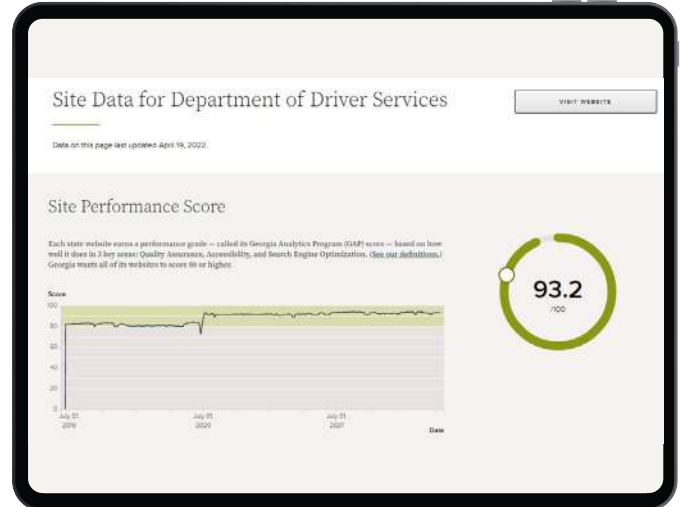 Site Data for Department of Driver Services
VISIT WEBSITE
Data on this page last updated April 19, 2022.
Site Performance Score
Each state website earns a performance grade — called its Georgia Analytics Program (GAP) score — based on how
well it does in 3 key areas: Quality Assurance, Accessibility, and Search Engine Optimization. (See our definitions.)
Georgia wants all of its websites to score 80 or higher.
93.2
/100
Score
100
80
60
40
20
0
July 01, 2019
July 01, 2020
July 01, 2021
Date